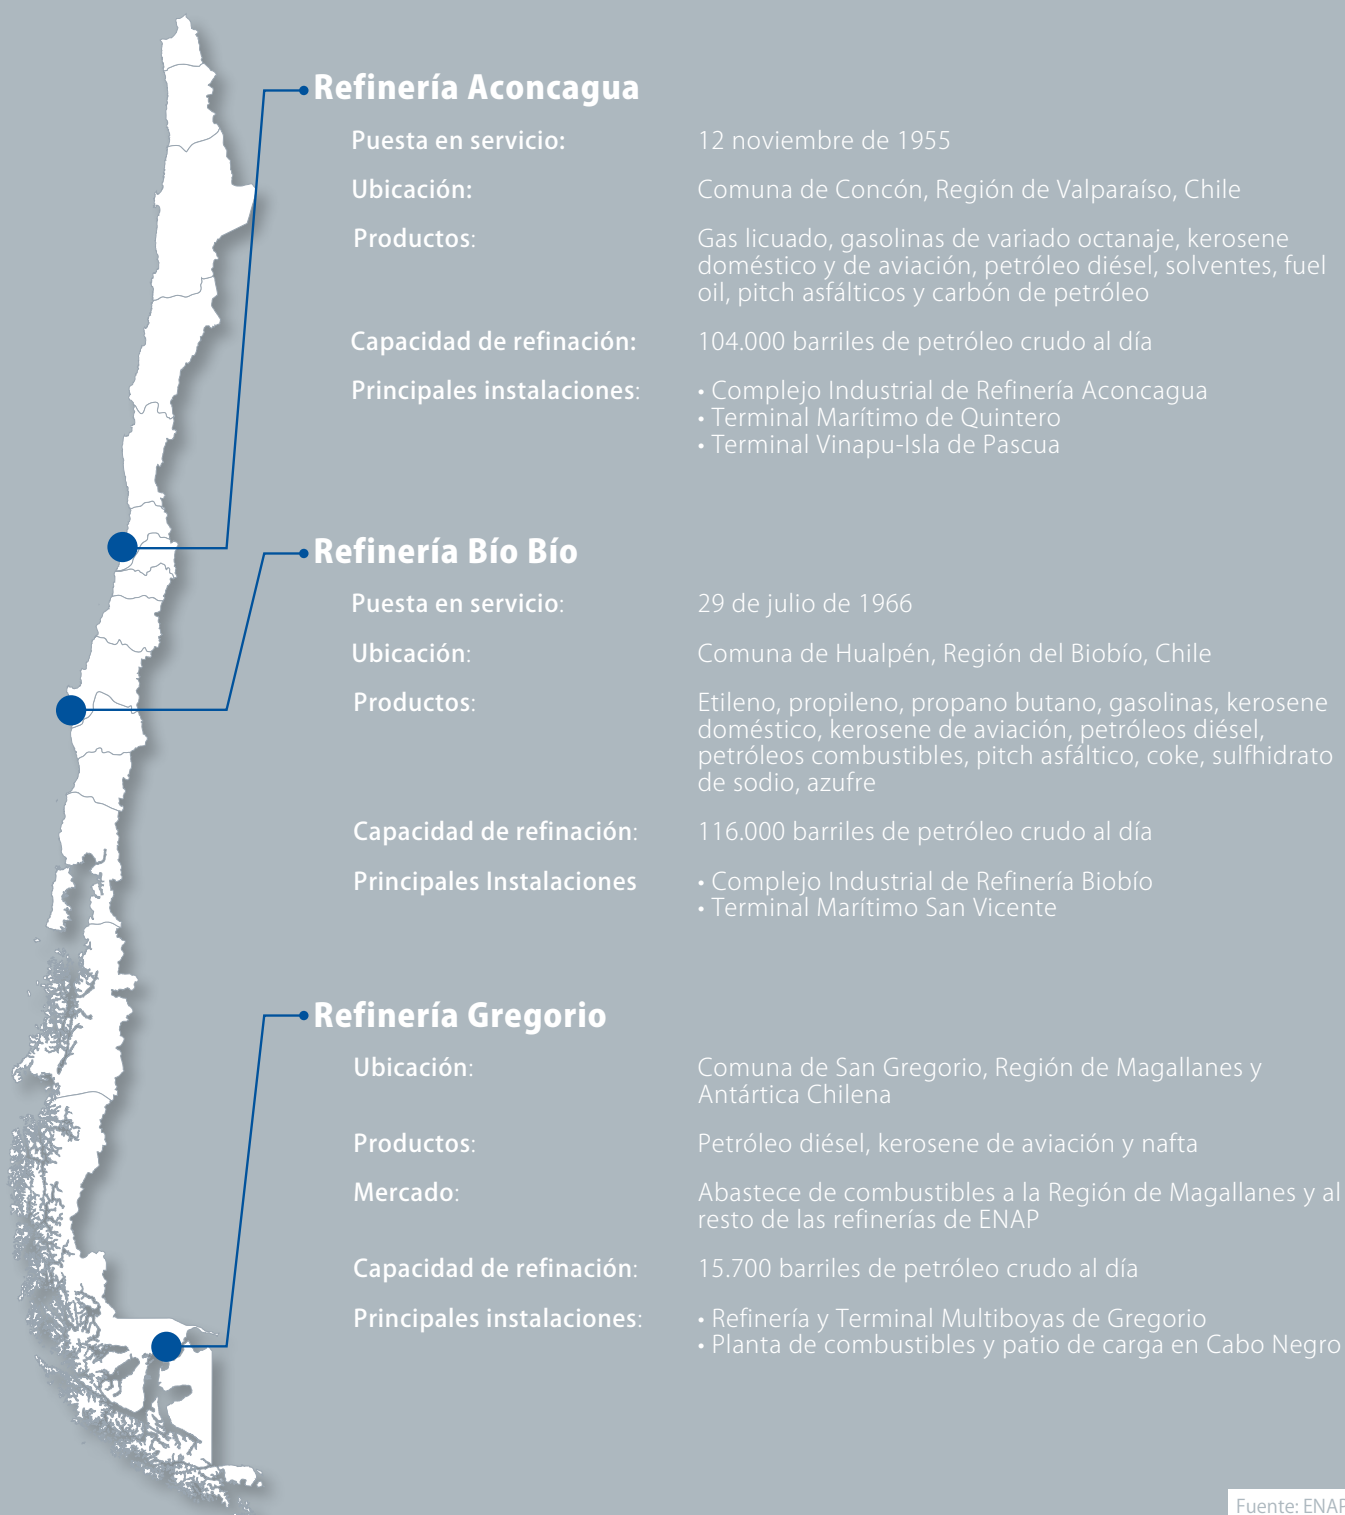 Refinería Aconcagua
Puesta en servicio: 12 noviembre de 1955
Ubicación: Comuna de Concón, Región de Valparaíso, Chile
Productos: Gas licuado, gasolinas de variado octanaje, kerosene
doméstico y de aviación, petróleo diésel, solventes, fuel
oil, pitch asfálticos y carbón de petróleo
Capacidad de refinación: 104.000 barriles de petróleo crudo al día
Principales instalaciones: • Complejo Industrial de Refinería Aconcagua
• Terminal Marítimo de Quintero
• Terminal Vinapu-Isla de Pascua
Refinería Bío Bío
Puesta en servicio: 29 de julio de 1966
Ubicación: Comuna de Hualpén, Región del Biobío, Chile
Productos: Etileno, propileno, propano butano, gasolinas, kerosene
doméstico, kerosene de aviación, petróleos diésel,
petróleos combustibles, pitch asfáltico, coke, sulfhidrato
de sodio, azufre
Capacidad de refinación: 116.000 barriles de petróleo crudo al día
Principales Instalaciones • Complejo Industrial de Refinería Biobío
• Terminal Marítimo San Vicente
Refinería Gregorio
Ubicación: Comuna de San Gregorio, Región de Magallanes y
Antártica Chilena
Productos: Petróleo diésel, kerosene de aviación y nafta
Mercado: Abastece de combustibles a la Región de Magallanes y al
resto de las refinerías de ENAP
Capacidad de refinación: 15.700 barriles de petróleo crudo al día
Principales instalaciones: • Refinería y Terminal Multiboyas de Gregorio
• Planta de combustibles y patio de carga en Cabo Negro
Fuente: ENAP